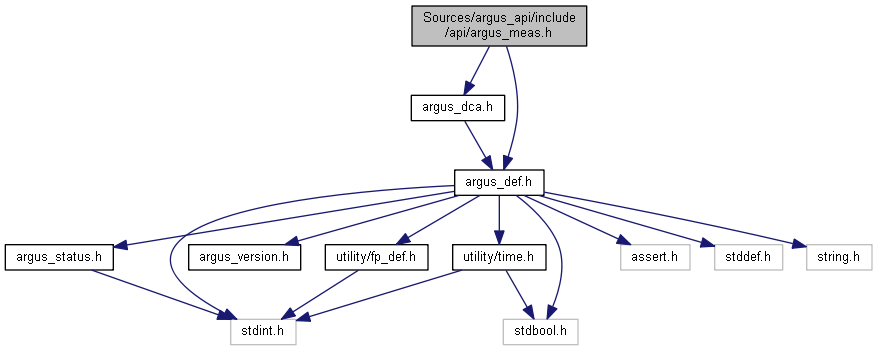 Sources/argus_api/include
/api/argus_meas.h
argus_dca.h
argus_def.h
argus_status.h
argus_version.h
utility/fp_def.h
utility/time.h
assert.h
stddef.h
string.h
stdint.h
stdbool.h